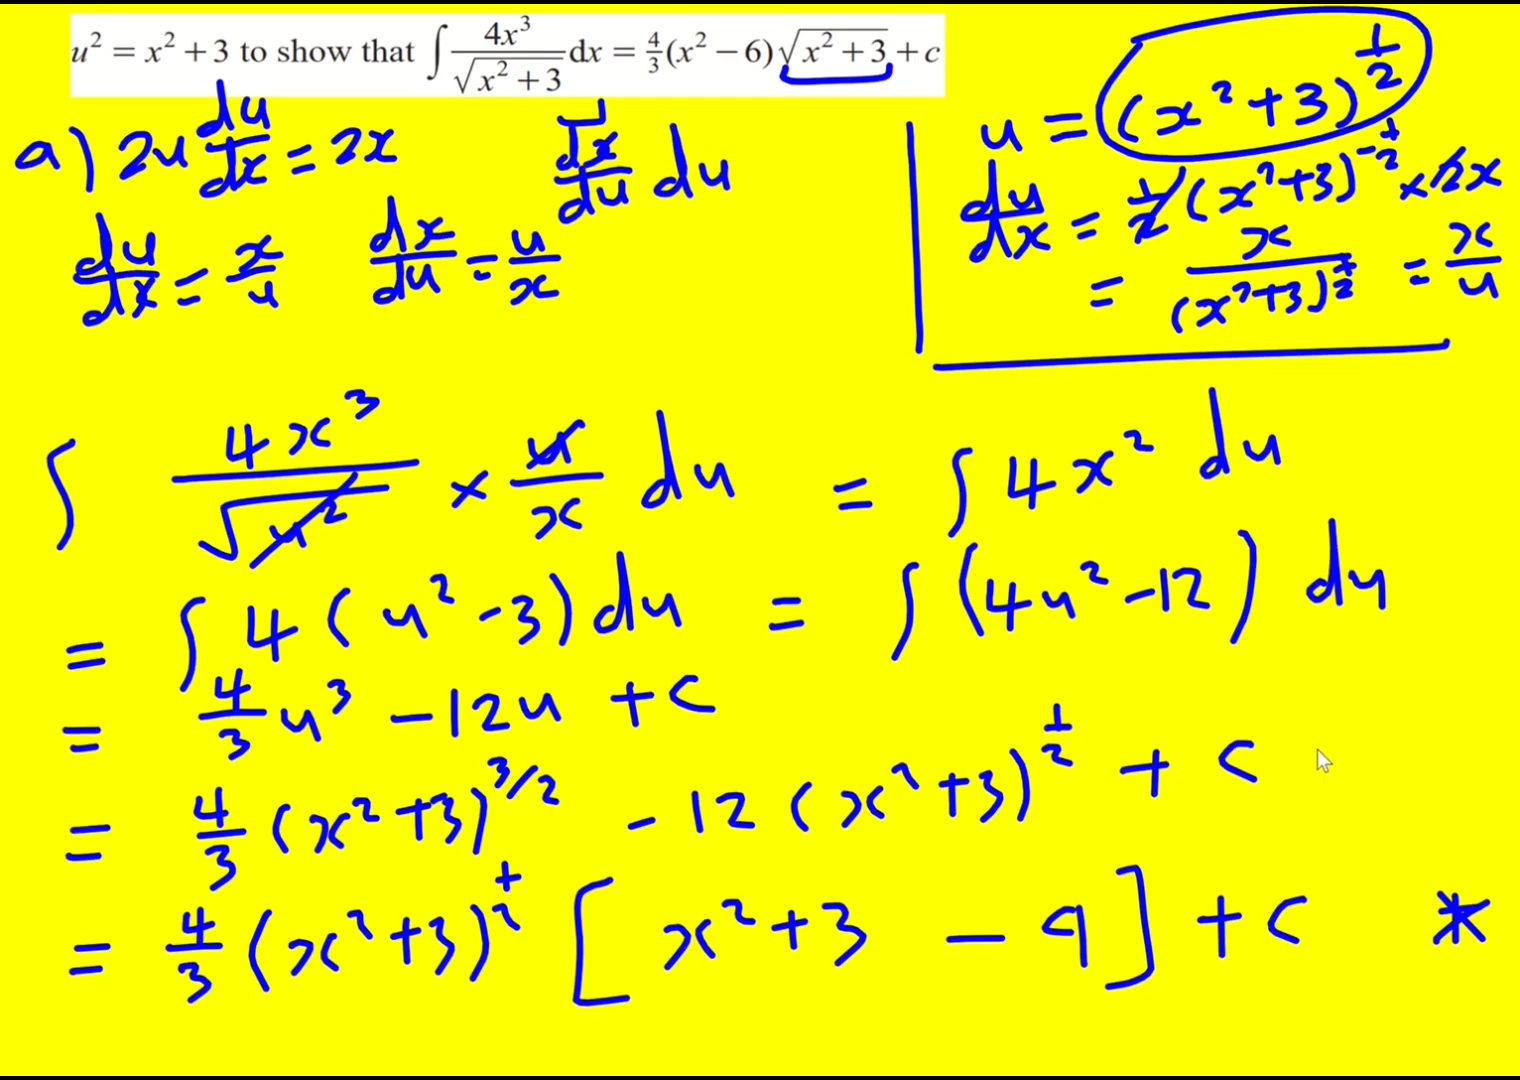 u² = x² + 3 to show that ∫ 4x³/√(x² + 3) dx = 4/3(x² − 6)√(x² + 3) + c
a) 2u du/dx = 2x
dx/du du
du/dx = x/u   dx/du = u/x
u = (x²+3)^(1/2)
du/dx = 1/2 (x²+3)^(-1/2) × 2x
= x/(x²+3)^(1/2) = x/u
∫ 4x³/√(u²) × u/x du = ∫ 4x² du
= ∫ 4(u²-3) du = ∫ (4u²-12) du
= 4/3 u³ - 12u + c
= 4/3 (x²+3)^(3/2) - 12 (x²+3)^(1/2) + c
= 4/3 (x²+3)^(1/2) [x²+3 - 9] + c *